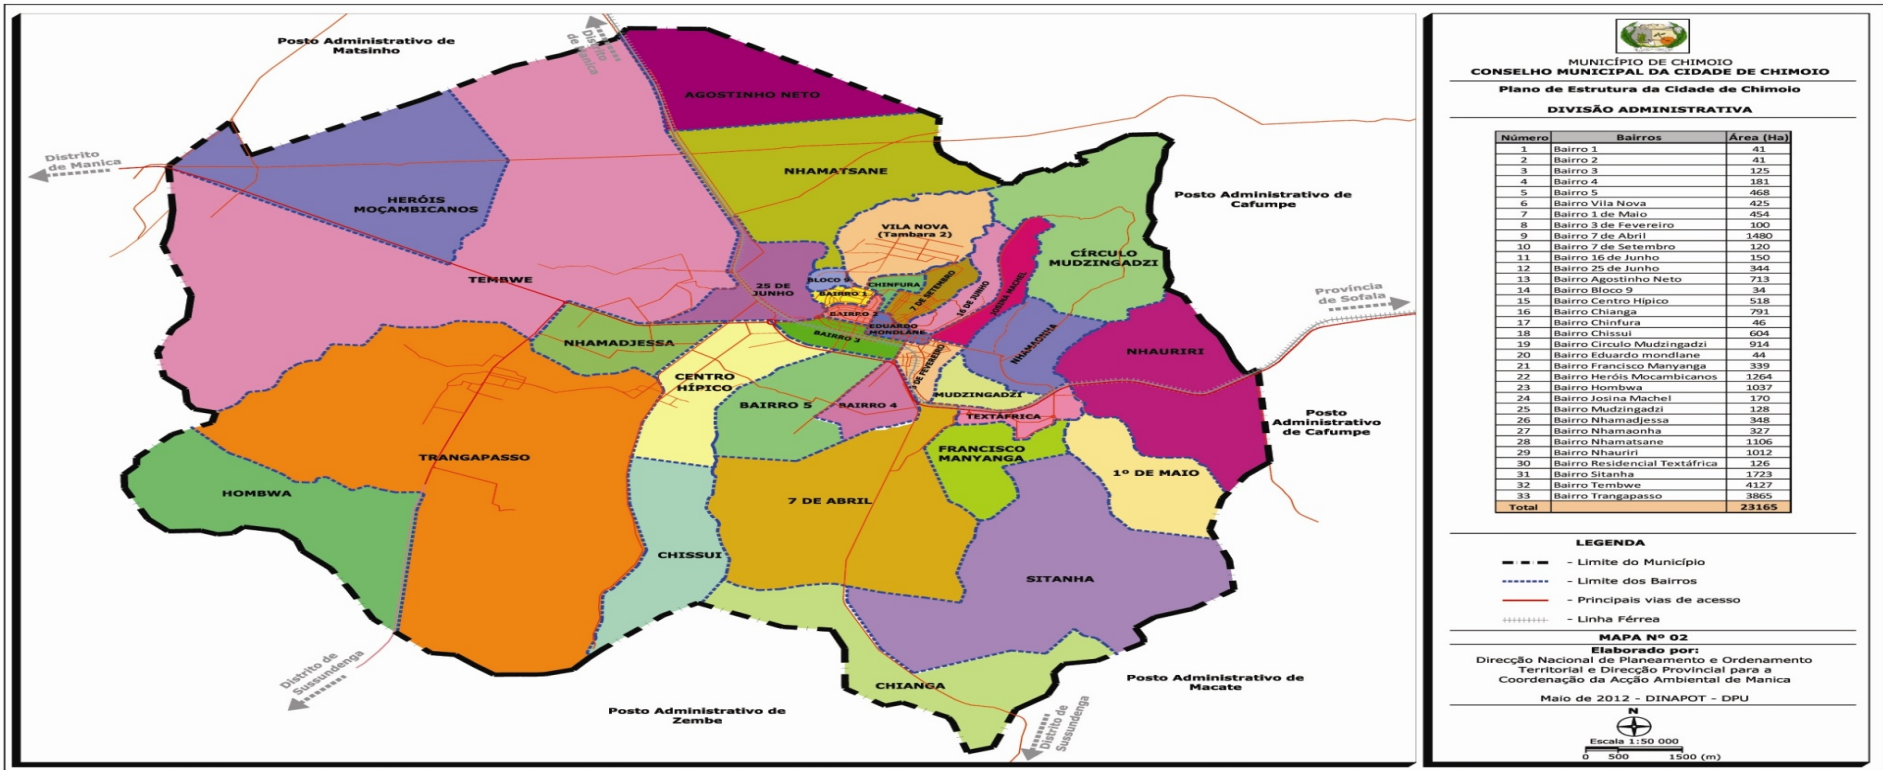 Posto Administrativo de
Matsinho
Distrito
de Manica
Distrito
de Manica
AGOSTINHO NETO
NHAMATSANE
HERÓIS
MOÇAMBICANOS
Posto Administrativo de
Cafumpe
VILA NOVA
(Tambara 2)
CÍRCULO
MUDZINGADZI
TEMBWE
25 DE
JUNHO
BLOCO 9
CHINFURA
BAIRRO 1
7 DE SETEMBRO
16 DE JUNHO
JOSINA MACHEL
BAIRRO 2
EDUARDO
MONDLANE
BAIRRO 3
Província
de Sofala
NHAMADJESSA
NHAMAONHA
NHAURIRI
3 DE FEVEREIRO
CENTRO
HÍPICO
MUDZINGADZI
BAIRRO 5
BAIRRO 4
TEXTÁFRICA
Posto
Administrativo
de Cafumpe
TRANGAPASSO
FRANCISCO
MANYANGA
1º DE MAIO
HOMBWA
7 DE ABRIL
CHISSUI
SITANHA
CHIANGA
Distrito de
Sussundenga
Posto Administrativo de
Zembe
Posto Administrativo de
Macate
Distrito de
Sussundenga
MUNICÍPIO DE CHIMOIO
CONSELHO MUNICIPAL DA CIDADE DE CHIMOIO
Plano de Estrutura da Cidade de Chimoio
DIVISÃO ADMINISTRATIVA
Número Bairros Área (Ha)
1 Bairro 1 41
2 Bairro 2 41
3 Bairro 3 125
4 Bairro 4 181
5 Bairro 5 468
6 Bairro Vila Nova 425
7 Bairro 1 de Maio 454
8 Bairro 3 de Fevereiro 100
9 Bairro 7 de Abril 1480
10 Bairro 7 de Setembro 120
11 Bairro 16 de Junho 150
12 Bairro 25 de Junho 344
13 Bairro Agostinho Neto 713
14 Bairro Bloco 9 34
15 Bairro Centro Hípico 518
16 Bairro Chianga 791
17 Bairro Chinfura 46
18 Bairro Chissui 604
19 Bairro Circulo Mudzingadzi 914
20 Bairro Eduardo mondlane 44
21 Bairro Francisco Manyanga 339
22 Bairro Heróis Mocambicanos 1264
23 Bairro Hombwa 1037
24 Bairro Josina Machel 170
25 Bairro Mudzingadzi 128
26 Bairro Nhamadjessa 348
27 Bairro Nhamaonha 327
28 Bairro Nhamatsane 1106
29 Bairro Nhauriri 1012
30 Bairro Residencial Textáfrica 126
31 Bairro Sitanha 1723
32 Bairro Tembwe 4127
33 Bairro Trangapasso 3865
Total 23165
LEGENDA
- Limite do Município
- Limite dos Bairros
- Principais vias de acesso
- Linha Férrea
MAPA Nº 02
Elaborado por:
Direcção Nacional de Planeamento e Ordenamento
Territorial e Direcção Provincial para a
Coordenação da Acção Ambiental de Manica
Maio de 2012 - DINAPOT - DPU
N
Escala 1:50 000
0 500 1500 (m)